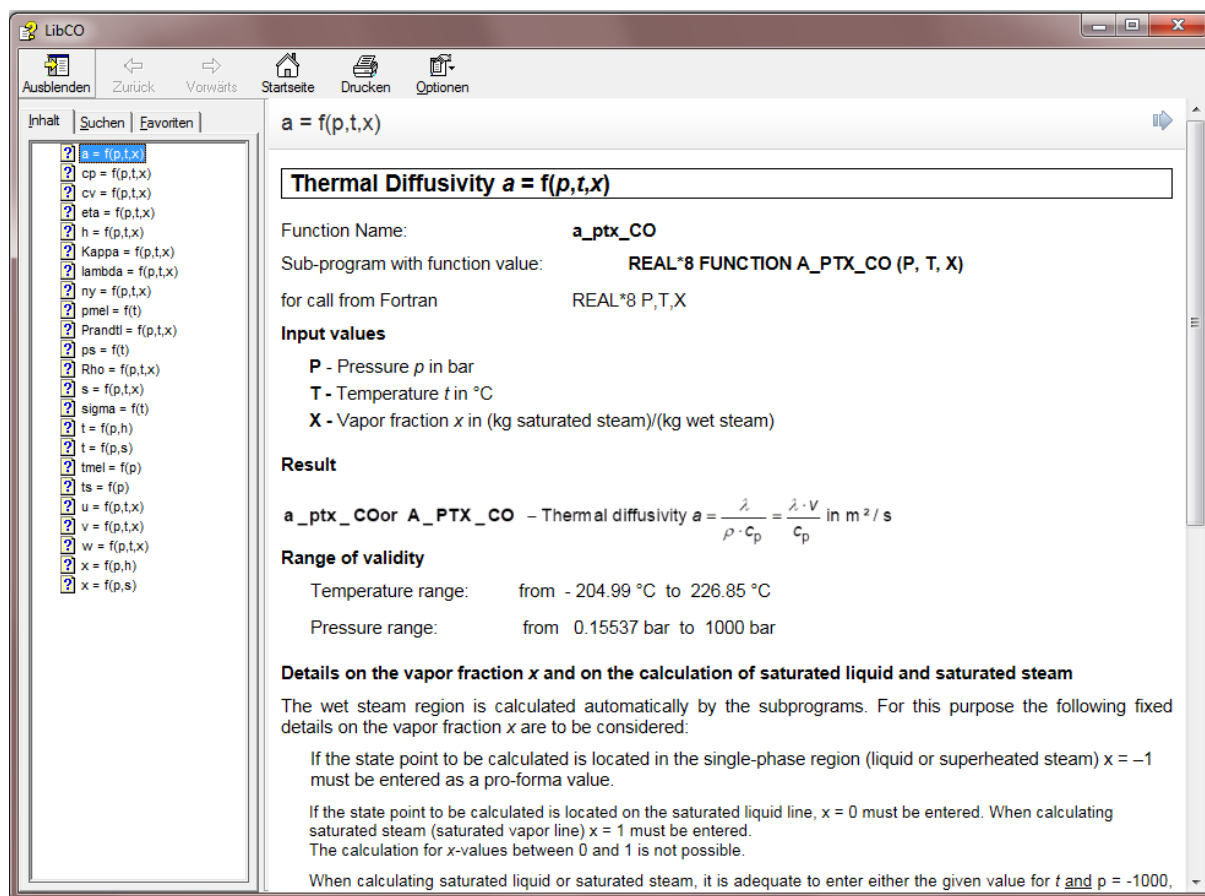 LibCO
Ausblenden Zurück Vorwärts Startseite Drucken Optionen
Inhalt Suchen Favoriten
a = f(p,t,x)
cp = f(p,t,x)
cv = f(p,t,x)
eta = f(p,t,x)
h = f(p,t,x)
Kappa = f(p,t,x)
lambda = f(p,t,x)
ny = f(p,t,x)
pmel = f(t)
Prandtl = f(p,t,x)
ps = f(t)
Rho = f(p,t,x)
s = f(p,t,x)
sigma = f(t)
t = f(p,h)
t = f(p,s)
tmel = f(p)
ts = f(p)
u = f(p,t,x)
v = f(p,t,x)
w = f(p,t,x)
x = f(p,h)
x = f(p,s)
a = f(p,t,x)
Thermal Diffusivity a = f(p,t,x)
Function Name: a_ptx_CO
Sub-program with function value: REAL*8 FUNCTION A_PTX_CO (P, T, X)
for call from Fortran REAL*8 P,T,X
Input values
P - Pressure p in bar
T - Temperature t in °C
X - Vapor fraction x in (kg saturated steam)/(kg wet steam)
Result
a_ptx_COor A_PTX_CO – Thermal diffusivity a = λ / (ρ · cp) = (λ · v) / cp in m² / s
Range of validity
Temperature range: from - 204.99 °C to 226.85 °C
Pressure range: from 0.15537 bar to 1000 bar
Details on the vapor fraction x and on the calculation of saturated liquid and saturated steam
The wet steam region is calculated automatically by the subprograms. For this purpose the following fixed
details on the vapor fraction x are to be considered:
If the state point to be calculated is located in the single-phase region (liquid or superheated steam) x = –1
must be entered as a pro-forma value.
If the state point to be calculated is located on the saturated liquid line, x = 0 must be entered. When calculating
saturated steam (saturated vapor line) x = 1 must be entered.
The calculation for x-values between 0 and 1 is not possible.
When calculating saturated liquid or saturated steam, it is adequate to enter either the given value for t and p = -1000,